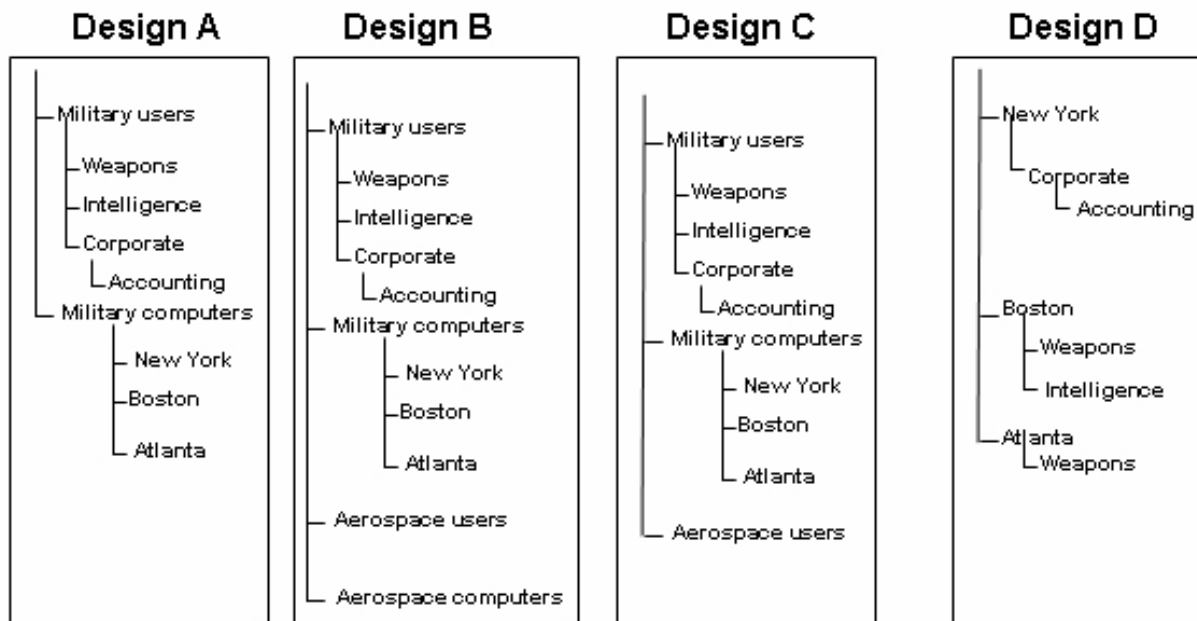 Design A
Military users
Weapons
Intelligence
Corporate
Accounting
Military computers
New York
Boston
Atlanta
Design B
Military users
Weapons
Intelligence
Corporate
Accounting
Military computers
New York
Boston
Atlanta
Aerospace users
Aerospace computers
Design C
Military users
Weapons
Intelligence
Corporate
Accounting
Military computers
New York
Boston
Atlanta
Aerospace users
Design D
New York
Corporate
Accounting
Boston
Weapons
Intelligence
Atlanta
Weapons